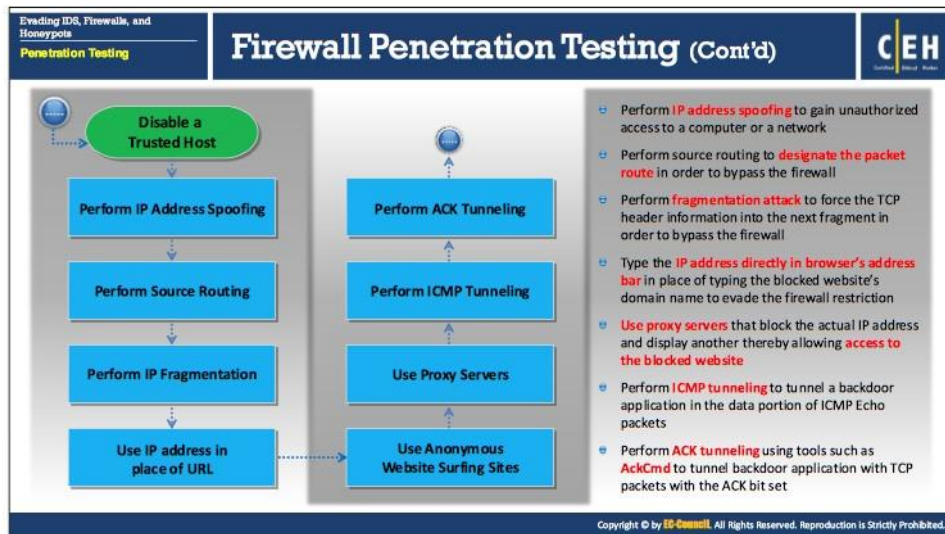 Evading IDS, Firewalls, and
Honeypots
Penetration Testing
Firewall Penetration Testing (Cont'd)
C|EH
Certified Ethical Hacker
Disable a
Trusted Host
Perform IP Address Spoofing
Perform Source Routing
Perform IP Fragmentation
Use IP address in
place of URL
Perform ACK Tunneling
Perform ICMP Tunneling
Use Proxy Servers
Use Anonymous
Website Surfing Sites
Perform IP address spoofing to gain unauthorized
access to a computer or a network
Perform source routing to designate the packet
route in order to bypass the firewall
Perform fragmentation attack to force the TCP
header information into the next fragment in
order to bypass the firewall
Type the IP address directly in browser's address
bar in place of typing the blocked website's
domain name to evade the firewall restriction
Use proxy servers that block the actual IP address
and display another thereby allowing access to
the blocked website
Perform ICMP tunneling to tunnel a backdoor
application in the data portion of ICMP Echo
packets
Perform ACK tunneling using tools such as
AckCmd to tunnel backdoor application with TCP
packets with the ACK bit set
Copyright © by EC-Council. All Rights Reserved. Reproduction is Strictly Prohibited.